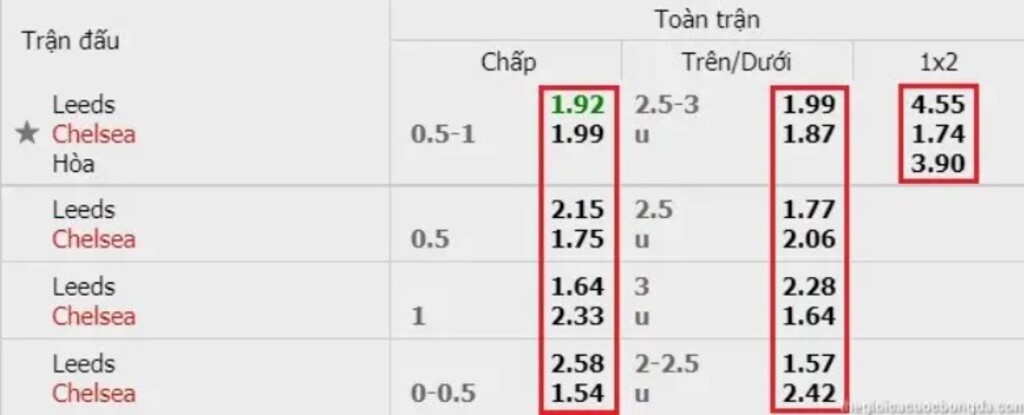 Trận đấu
Toàn trận
Chấp Trên/Dưới 1x2
Leeds 1.92 2.5-3 1.99 4.55
Chelsea 0.5-1 1.99 u 1.87 1.74
Hòa 3.90
Leeds 2.15 2.5 1.77
Chelsea 0.5 1.75 u 2.06
Leeds 1.64 3 2.28
Chelsea 1 2.33 u 1.64
Leeds 2.58 2-2.5 1.57
Chelsea 0-0.5 1.54 u 2.42